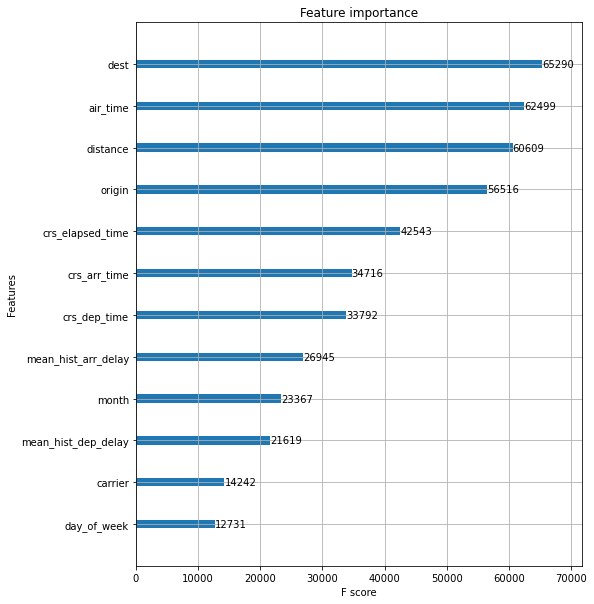 Feature importance
dest 65290
air_time 62499
distance 60609
origin 56516
crs_elapsed_time 42543
crs_arr_time 34716
crs_dep_time 33792
mean_hist_arr_delay 26945
month 23367
mean_hist_dep_delay 21619
carrier 14242
day_of_week 12731
Features
0 10000 20000 30000 40000 50000 60000 70000
F score